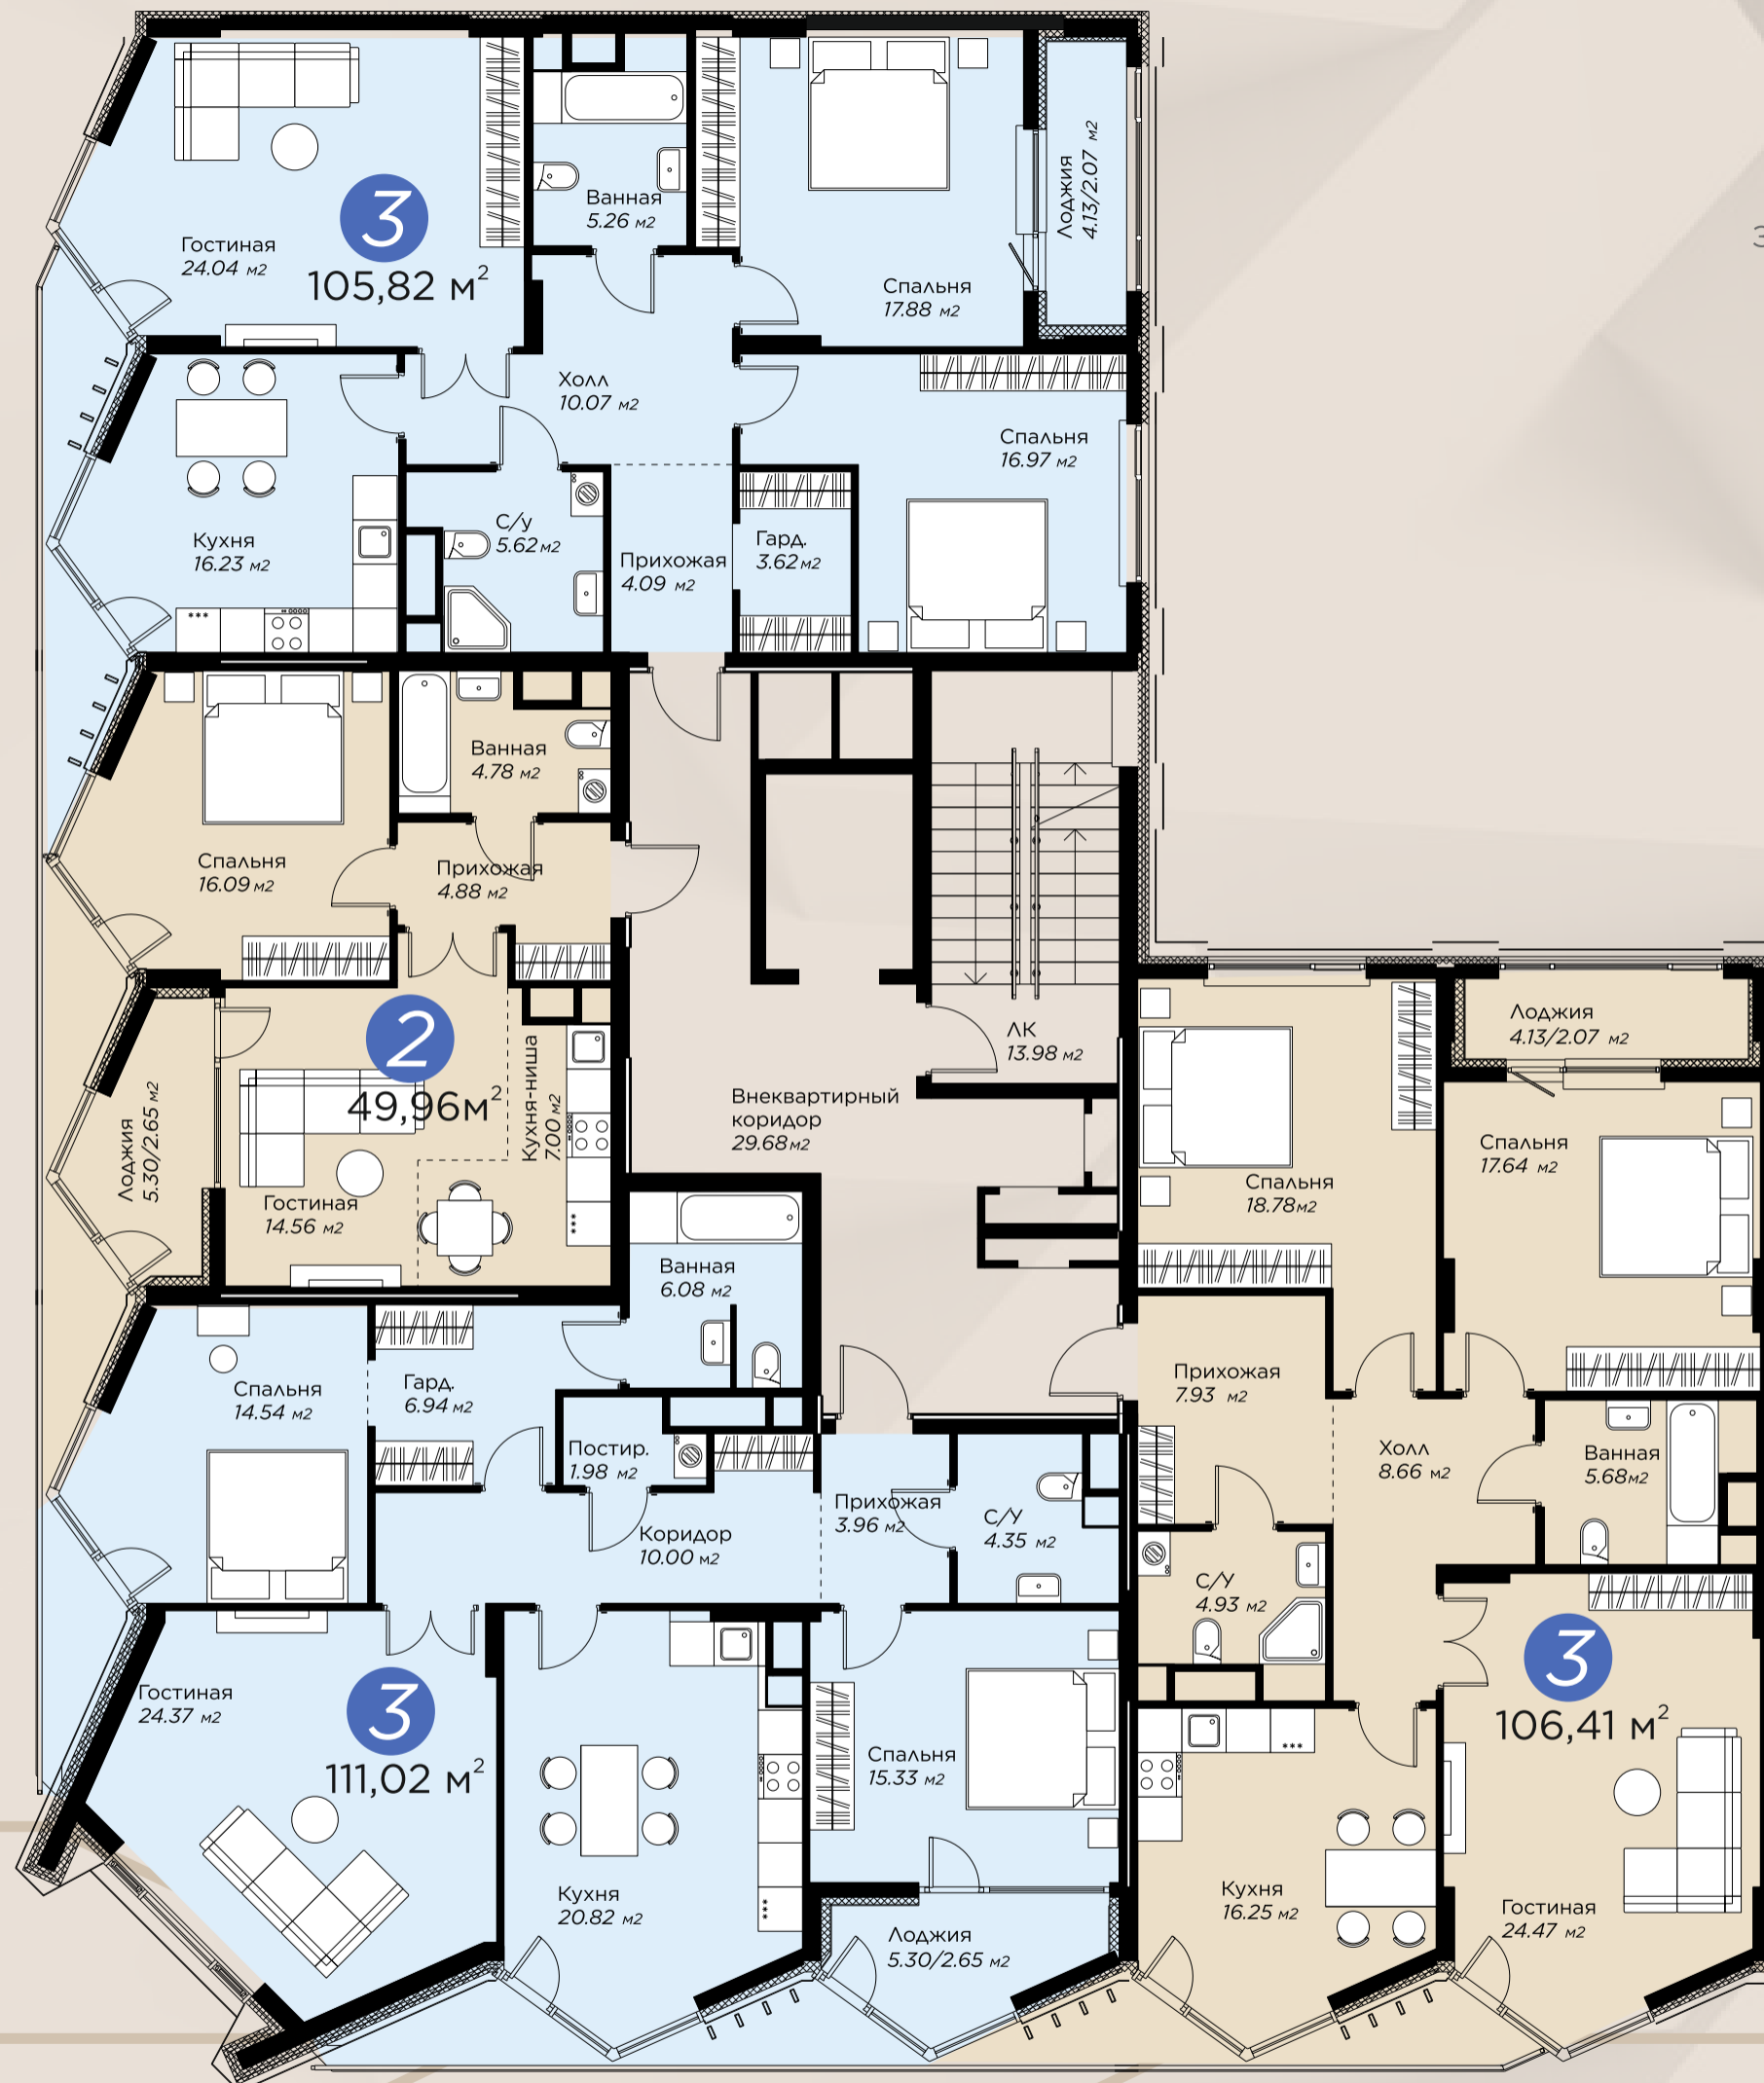 3
105,82 м²
Гостиная
24.04 м2
Ванная
5.26 м2
Спальня
17.88 м2
Лоджия
4.13/2.07 м2
Холл
10.07 м2
Спальня
16.97 м2
Кухня
16.23 м2
С/у
5.62 м2
Прихожая
4.09 м2
Гард.
3.62 м2
Ванная
4.78 м2
Спальня
16.09 м2
Прихожая
4.88 м2
2
49,96м²
Лоджия
5.30/2.65 м2
Гостиная
14.56 м2
Кухня-ниша
7.00 м2
ЛК
13.98 м2
Внеквартирный
коридор
29.68 м2
Лоджия
4.13/2.07 м2
Спальня
18.78 м2
Спальня
17.64 м2
Ванная
6.08 м2
Спальня
14.54 м2
Гард.
6.94 м2
Постир.
1.98 м2
Коридор
10.00 м2
Прихожая
3.96 м2
С/У
4.35 м2
Прихожая
7.93 м2
Холл
8.66 м2
Ванная
5.68 м2
С/У
4.93 м2
Гостиная
24.37 м2
3
111,02 м²
Кухня
20.82 м2
Спальня
15.33 м2
Лоджия
5.30/2.65 м2
3
106,41 м²
Кухня
16.25 м2
Гостиная
24.47 м2